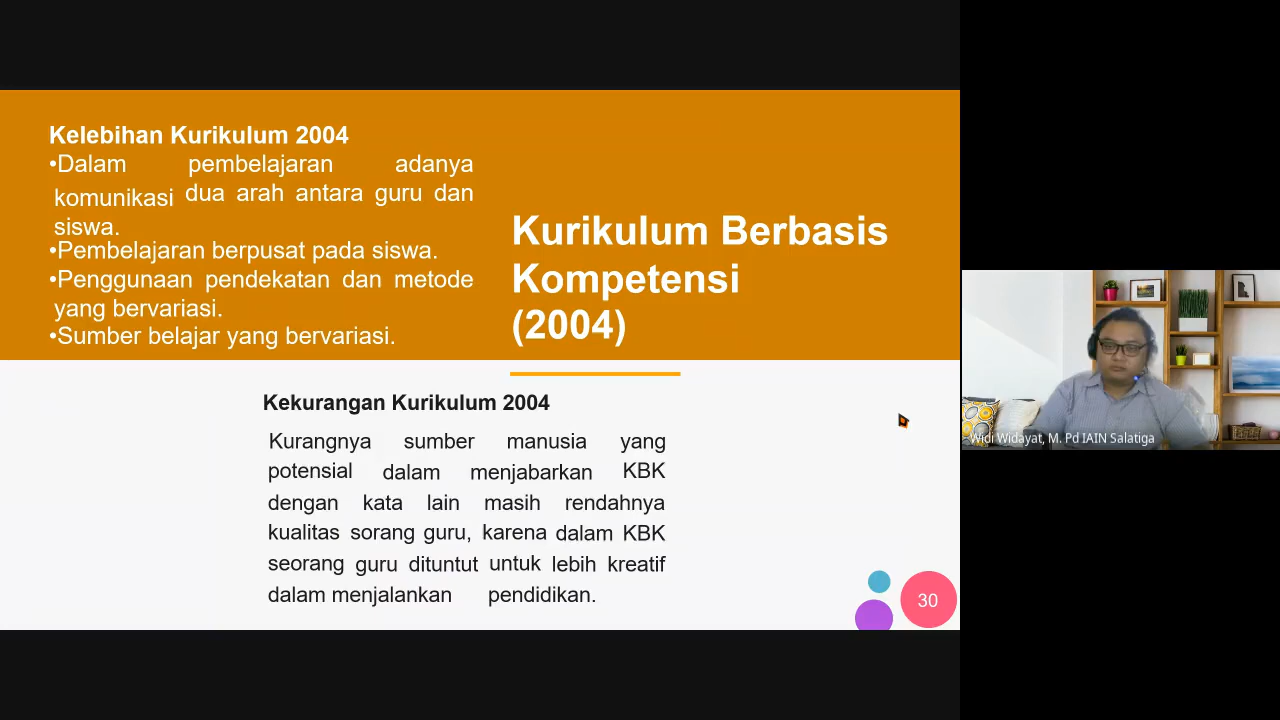 Kelebihan Kurikulum 2004
•Dalam pembelajaran adanya
komunikasi dua arah antara guru dan
siswa.
•Pembelajaran berpusat pada siswa.
•Penggunaan pendekatan dan metode
yang bervariasi.
•Sumber belajar yang bervariasi.
Kurikulum Berbasis
Kompetensi
(2004)
Kekurangan Kurikulum 2004
Kurangnya sumber manusia yang
potensial dalam menjabarkan KBK
dengan kata lain masih rendahnya
kualitas sorang guru, karena dalam KBK
seorang guru dituntut untuk lebih kreatif
dalam menjalankan pendidikan.
30
Widi Widayat, M. Pd IAIN Salatiga